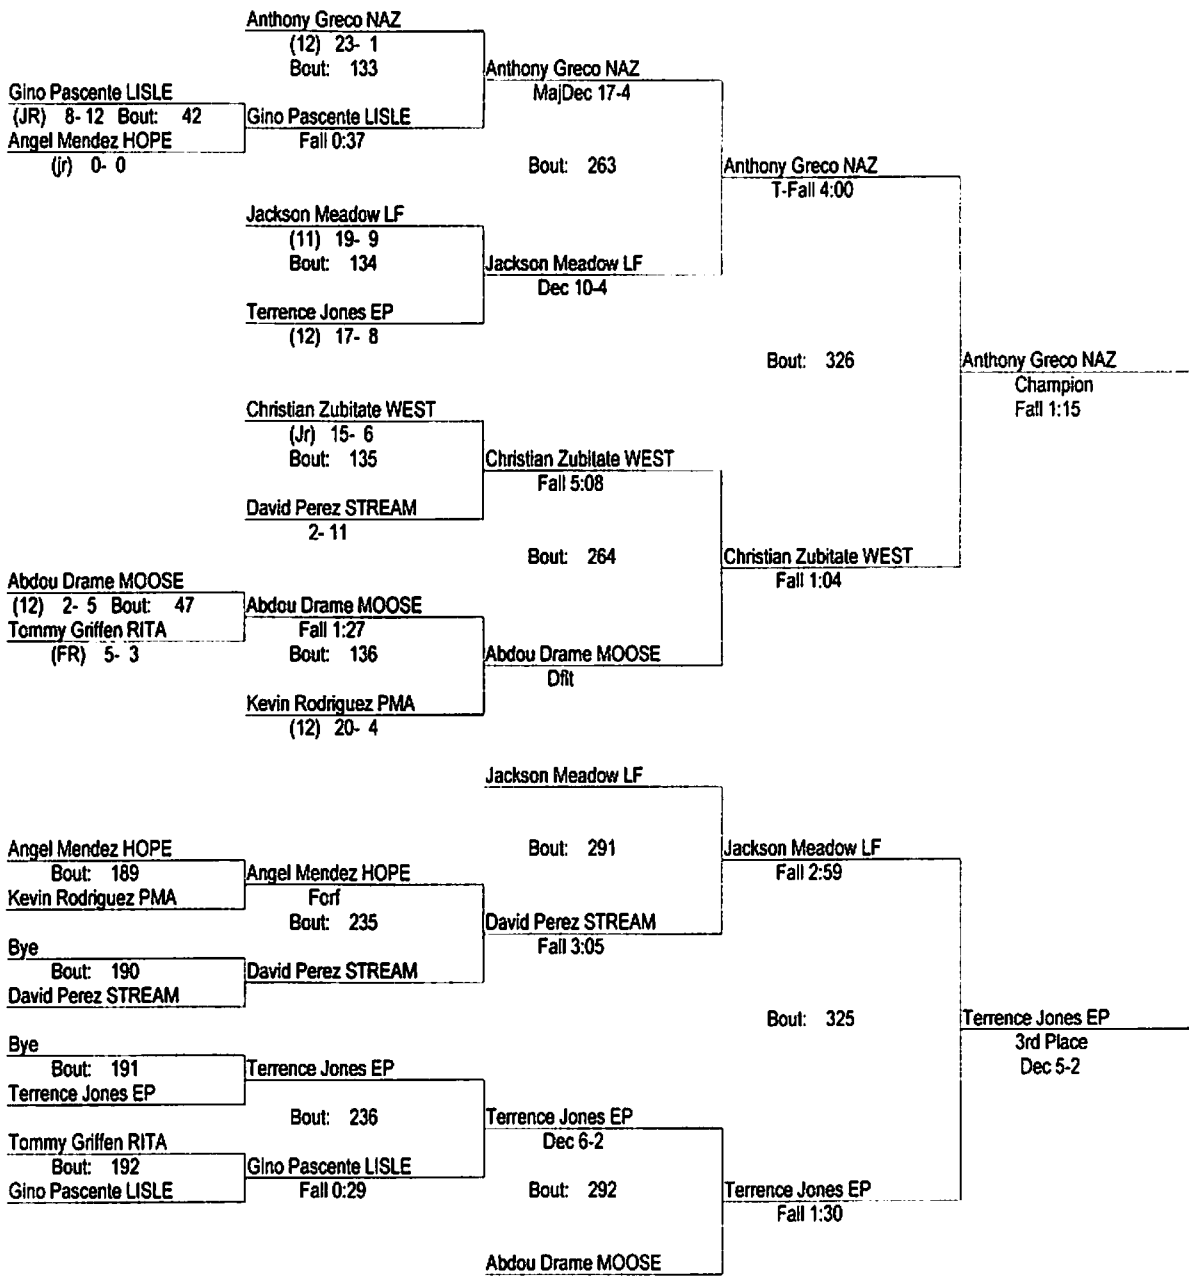 Anthony Greco NAZ
(12) 23- 1
Bout: 133
Anthony Greco NAZ
MajDec 17-4
Gino Pascente LISLE
(JR) 8- 12 Bout: 42
Gino Pascente LISLE
Fall 0:37
Angel Mendez HOPE
(jr) 0- 0
Bout: 263
Anthony Greco NAZ
T-Fall 4:00
Jackson Meadow LF
(11) 19- 9
Bout: 134
Jackson Meadow LF
Dec 10-4
Terrence Jones EP
(12) 17- 8
Bout: 326
Anthony Greco NAZ
Champion
Fall 1:15
Christian Zubitate WEST
(Jr) 15- 6
Bout: 135
Christian Zubitate WEST
Fall 5:08
David Perez STREAM
2- 11
Bout: 264
Christian Zubitate WEST
Fall 1:04
Abdou Drame MOOSE
(12) 2- 5 Bout: 47
Abdou Drame MOOSE
Fall 1:27
Tommy Griffen RITA
(FR) 5- 3
Bout: 136
Abdou Drame MOOSE
Dflt
Kevin Rodriguez PMA
(12) 20- 4
Jackson Meadow LF
Bout: 291
Jackson Meadow LF
Fall 2:59
Angel Mendez HOPE
Bout: 189
Angel Mendez HOPE
Forf
Kevin Rodriguez PMA
Bout: 235
David Perez STREAM
Fall 3:05
Bye
Bout: 190
David Perez STREAM
David Perez STREAM
Bout: 325
Terrence Jones EP
3rd Place
Dec 5-2
Bye
Bout: 191
Terrence Jones EP
Terrence Jones EP
Bout: 236
Terrence Jones EP
Dec 6-2
Tommy Griffen RITA
Bout: 192
Gino Pascente LISLE
Fall 0:29
Gino Pascente LISLE
Bout: 292
Terrence Jones EP
Fall 1:30
Abdou Drame MOOSE